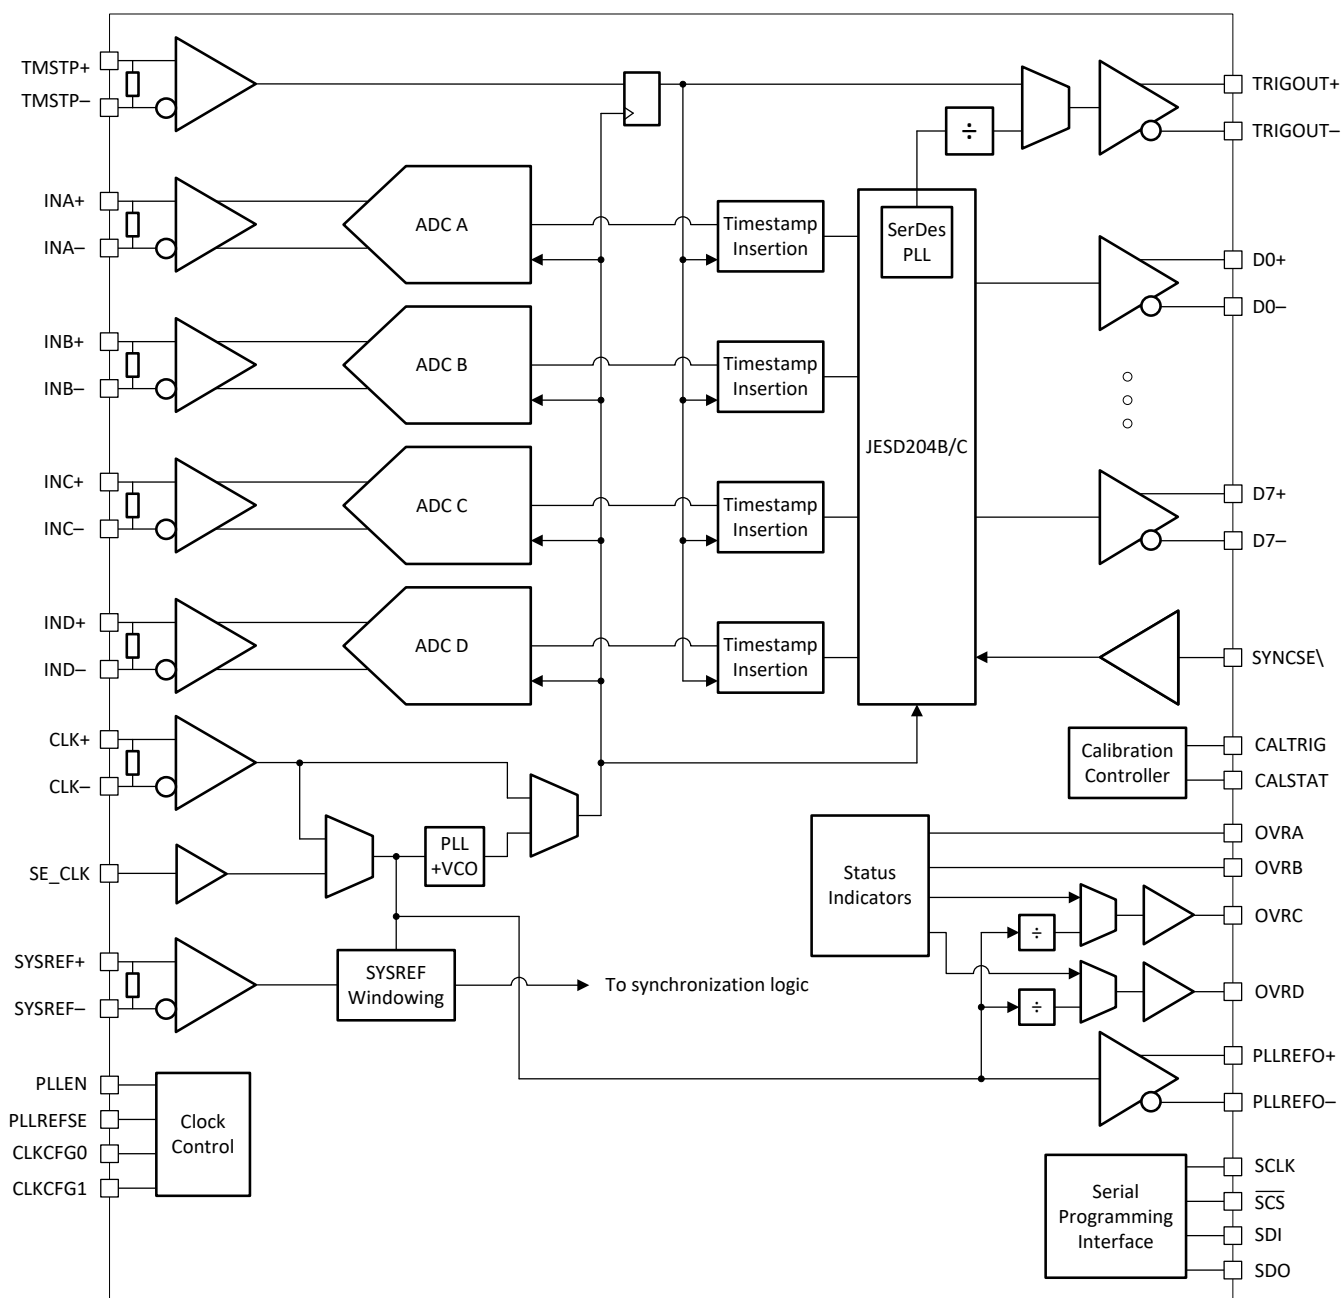 TMSTP+
TMSTP–
÷
TRIGOUT+
TRIGOUT–
INA+
INA–
ADC A
Timestamp
Insertion
SerDes
PLL
D0+
D0–
INB+
INB–
ADC B
Timestamp
Insertion
JESD204B/C
INC+
INC–
ADC C
Timestamp
Insertion
D7+
D7–
IND+
IND–
ADC D
Timestamp
Insertion
SYNCSE\
CLK+
CLK–
Calibration
Controller
CALTRIG
CALSTAT
SE_CLK
PLL
+VCO
Status
Indicators
OVRA
OVRB
OVRC
÷
OVRD
÷
SYSREF+
SYSREF–
SYSREF
Windowing
To synchronization logic
PLLREFO+
PLLREFO–
PLLEN
PLLREFSE
CLKCFG0
CLKCFG1
Clock
Control
Serial
Programming
Interface
SCLK
SCS
SDI
SDO